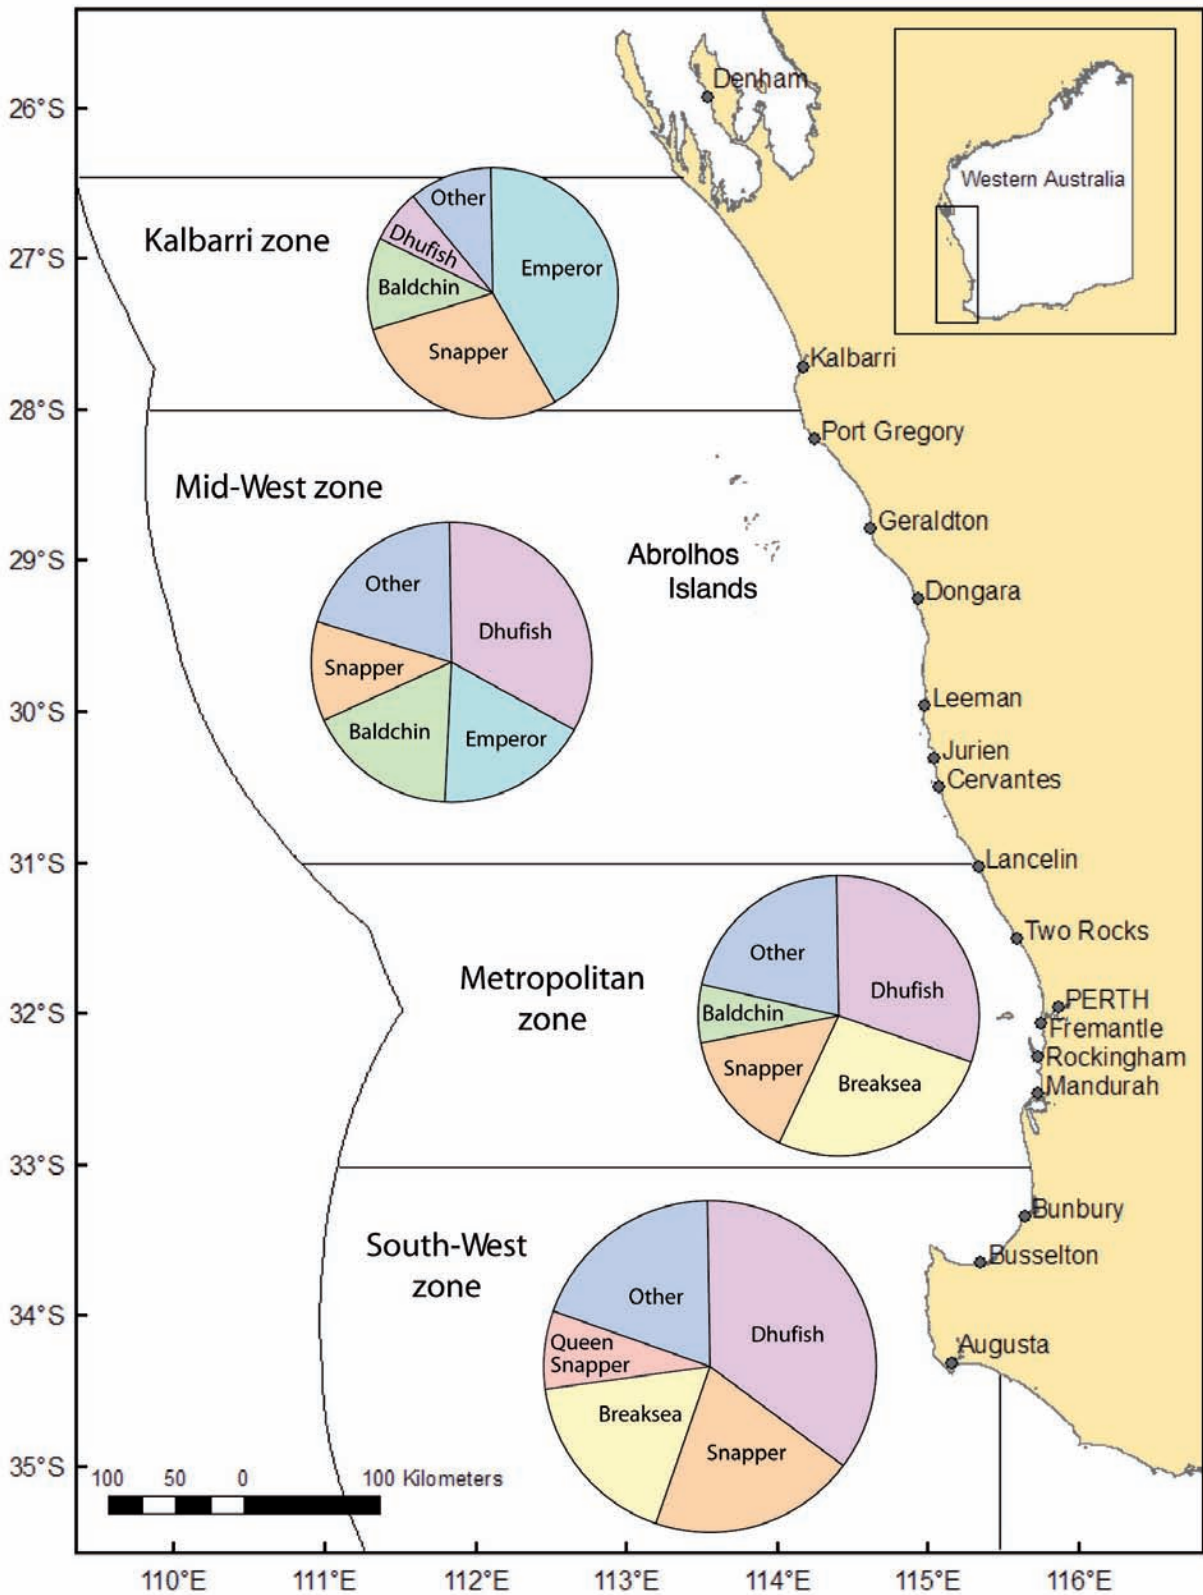 26°S
27°S
28°S
29°S
30°S
31°S
32°S
33°S
34°S
35°S
110°E
111°E
112°E
113°E
114°E
115°E
116°E
Denham
Western Australia
Kalbarri zone
Other
Dhufish
Baldchin
Emperor
Snapper
Kalbarri
Port Gregory
Mid-West zone
Geraldton
Abrolhos
Islands
Other
Dhufish
Snapper
Baldchin
Emperor
Dongara
Leeman
Jurien
Cervantes
Lancelin
Two Rocks
Metropolitan
zone
Other
Dhufish
Baldchin
Snapper
Breaksea
PERTH
Fremantle
Rockingham
Mandurah
Bunbury
South-West
zone
Busselton
Other
Dhufish
Queen
Snapper
Breaksea
Snapper
Augusta
100 50 0 100 Kilometers